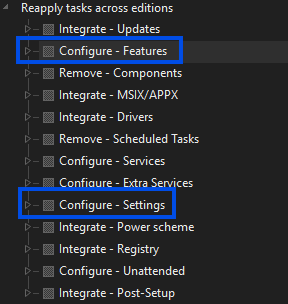 Reapply tasks across editions
Integrate - Updates
Configure - Features
Remove - Components
Integrate - MSIX/APPX
Integrate - Drivers
Remove - Scheduled Tasks
Configure - Services
Configure - Extra Services
Configure - Settings
Integrate - Power scheme
Integrate - Registry
Configure - Unattended
Integrate - Post-Setup